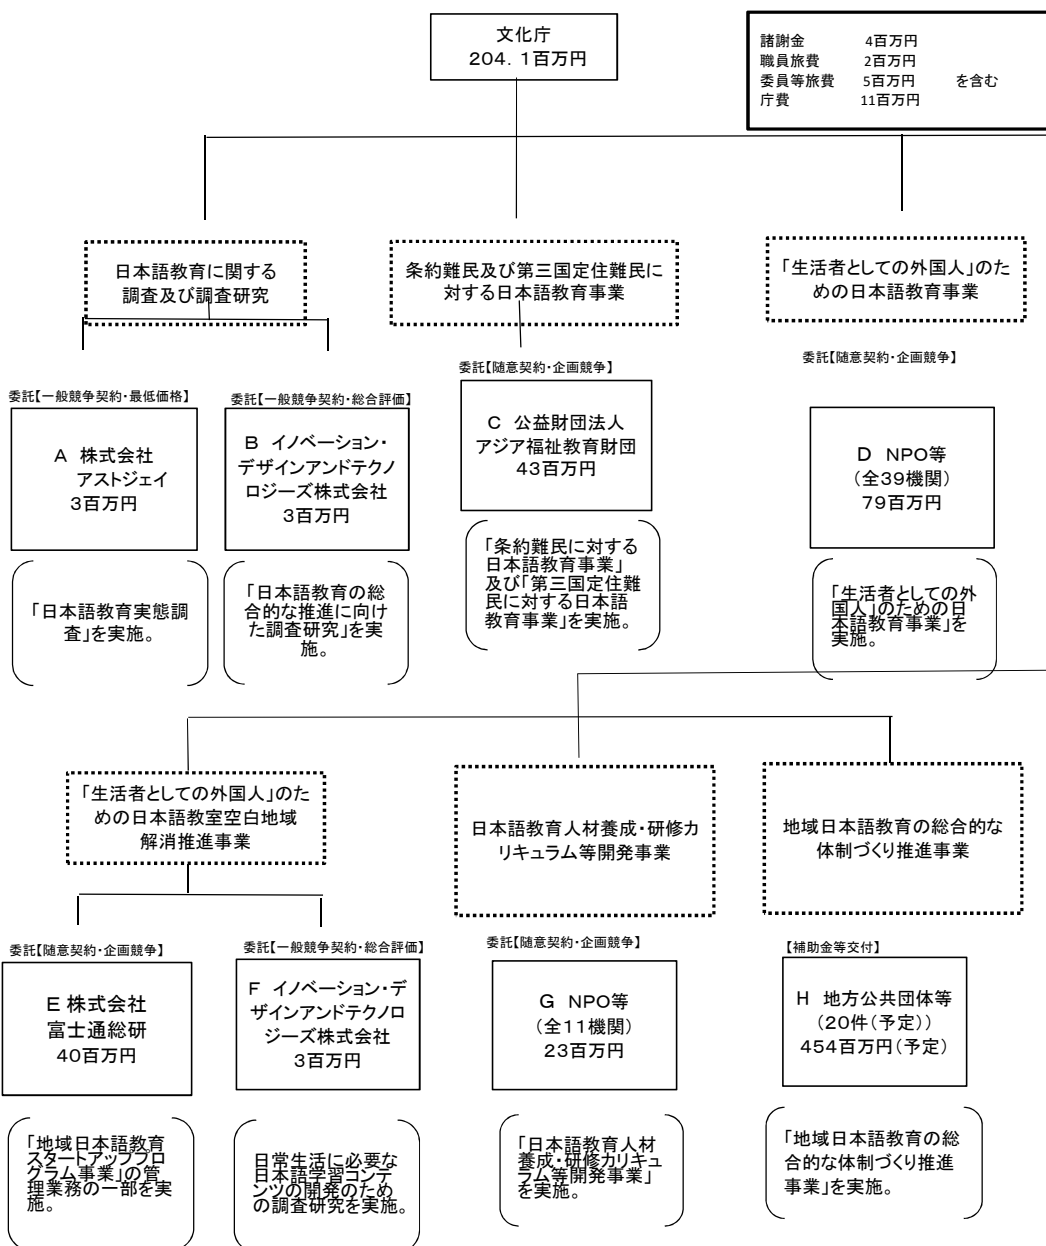 文化庁
204．1百万円
諸謝金　4百万円
職員旅費　2百万円
委員等旅費　5百万円　を含む
庁費　11百万円
日本語教育に関する
調査及び調査研究
条約難民及び第三国定住難民に
対する日本語教育事業
「生活者としての外国人」のた
めの日本語教育事業
委託【一般競争契約・最低価格】
A 株式会社
アストジェイ
3百万円
「日本語教育実態調
査」を実施。
委託【一般競争契約・総合評価】
B イノベーション・
デザインアンドテクノ
ロジーズ株式会社
3百万円
「日本語教育の総
合的な推進に向け
た調査研究」を実
施。
委託【随意契約・企画競争】
C 公益財団法人
アジア福祉教育財団
43百万円
「条約難民に対する
日本語教育事業」
及び「第三国定住難
民に対する日本語
教育事業」を実施。
委託【随意契約・企画競争】
D NPO等
（全39機関）
79百万円
「生活者としての外
国人」のための日
本語教育事業」を
実施。
「生活者としての外国人」のた
めの日本語教室空白地域
解消推進事業
日本語教育人材養成・研修カ
リキュラム等開発事業
地域日本語教育の総合的な
体制づくり推進事業
委託【随意契約・企画競争】
E 株式会社
富士通総研
40百万円
「地域日本語教育
スタートアッププロ
グラム事業」の管
理業務の一部を実
施。
委託【一般競争契約・総合評価】
F イノベーション・デ
ザインアンドテクノロ
ジーズ株式会社
3百万円
日常生活に必要な
日本語学習コンテ
ンツの開発のため
の調査研究を実施。
委託【随意契約・企画競争】
G NPO等
（全11機関）
23百万円
「日本語教育人材
養成・研修カリキュ
ラム等開発事業」
を実施。
【補助金等交付】
H 地方公共団体等
（20件（予定））
454百万円（予定）
「地域日本語教育の総
合的な体制づくり推進
事業」を実施。